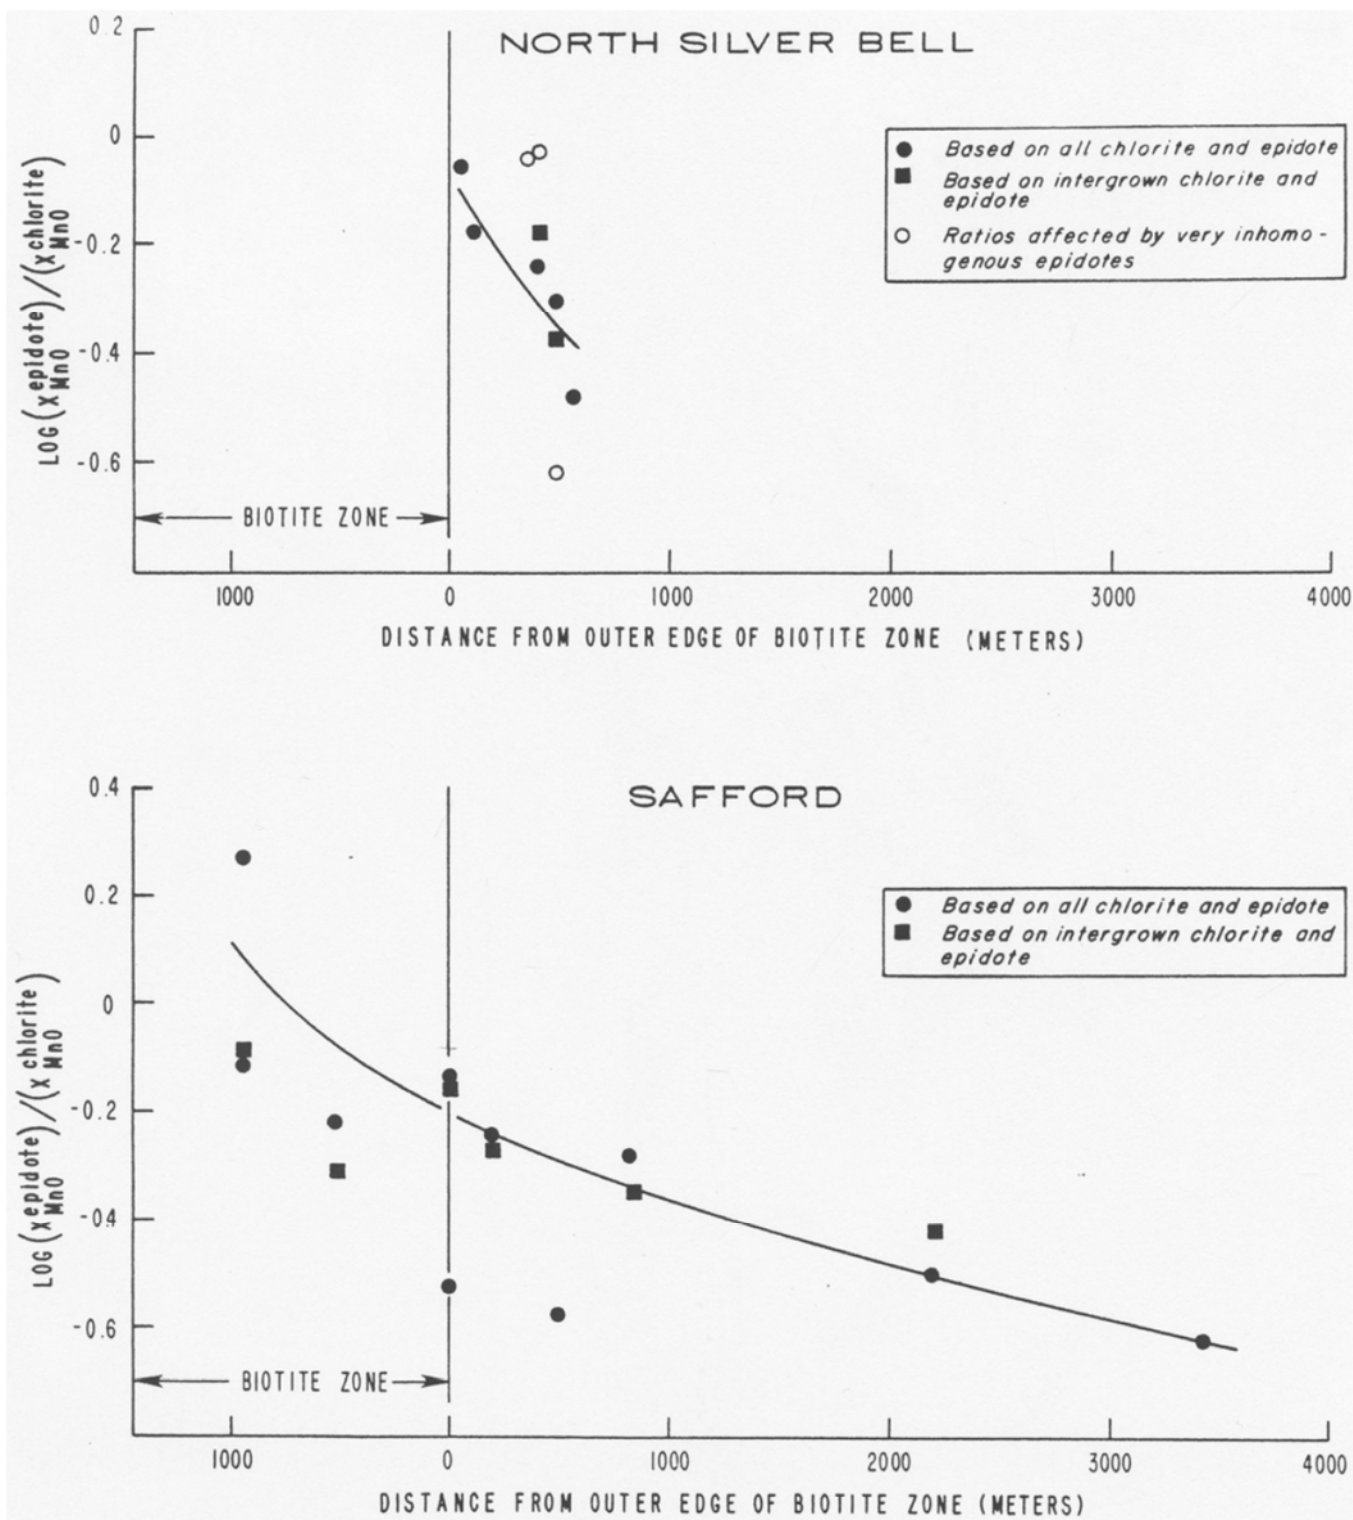 NORTH SILVER BELL
0.2
0
-0.2
-0.4
-0.6
LOG(X epidote MnO)/(X chlorite MnO)
● Based on all chlorite and epidote
■ Based on intergrown chlorite and
epidote
○ Ratios affected by very inhomo-
genous epidotes
BIOTITE ZONE
1000 0 1000 2000 3000 4000
DISTANCE FROM OUTER EDGE OF BIOTITE ZONE (METERS)
SAFFORD
0.4
0.2
0
-0.2
-0.4
-0.6
LOG(X epidote MnO)/(X chlorite MnO)
● Based on all chlorite and epidote
■ Based on intergrown chlorite and
epidote
BIOTITE ZONE
1000 0 1000 2000 3000 4000
DISTANCE FROM OUTER EDGE OF BIOTITE ZONE (METERS)